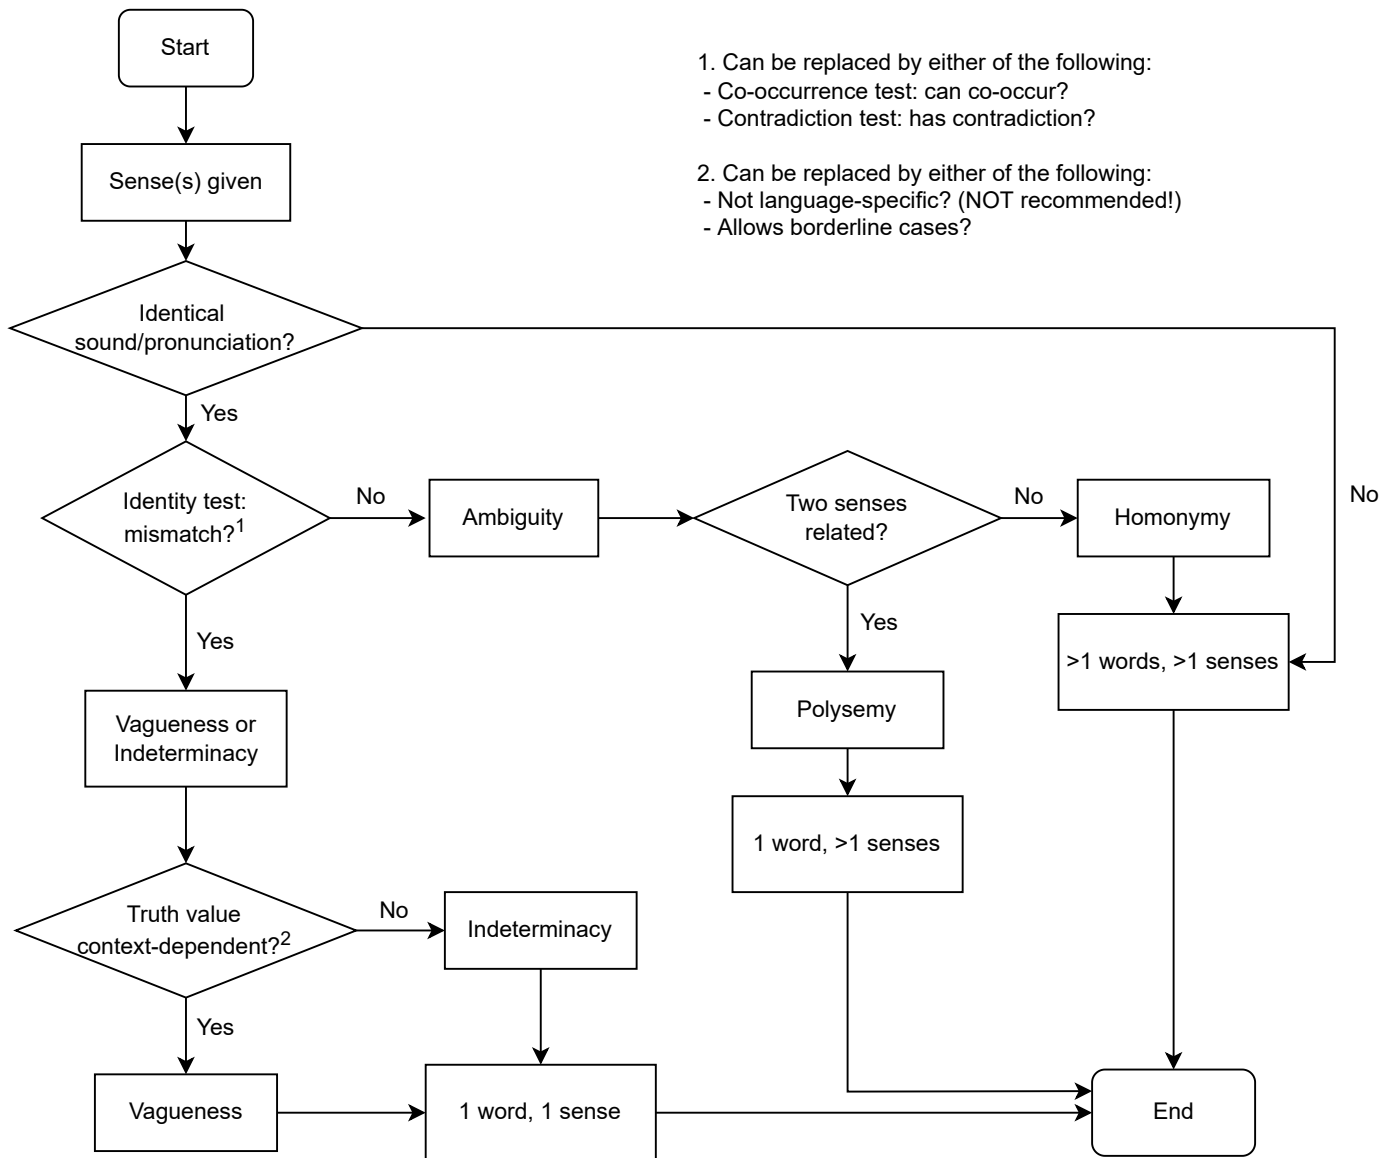 Start
1. Can be replaced by either of the following:
- Co-occurrence test: can co-occur?
- Contradiction test: has contradiction?
2. Can be replaced by either of the following:
- Not language-specific? (NOT recommended!)
- Allows borderline cases?
Sense(s) given
Identical
sound/pronunciation?
Yes
No
Identity test:
mismatch?1
No
Ambiguity
Two senses
related?
No
Homonymy
Yes
Yes
>1 words, >1 senses
Vagueness or
Indeterminacy
Polysemy
1 word, >1 senses
Truth value
context-dependent?2
No
Indeterminacy
Yes
Vagueness
1 word, 1 sense
End